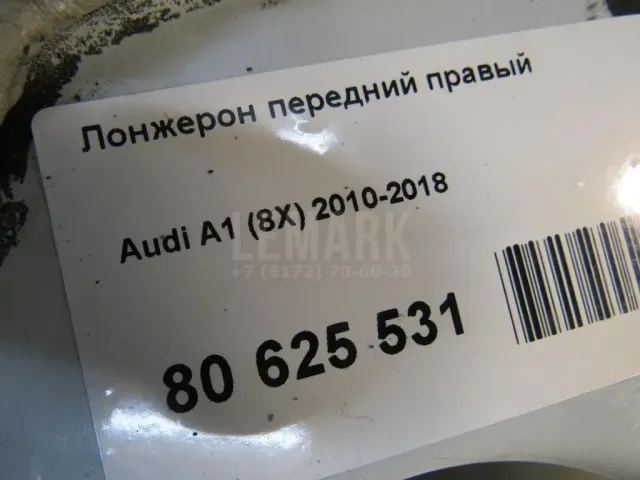 Лонжерон передний правый
Audi A1 (8X) 2010-2018
LEMARK
+7 (8172) 70-60-30
80 625 531